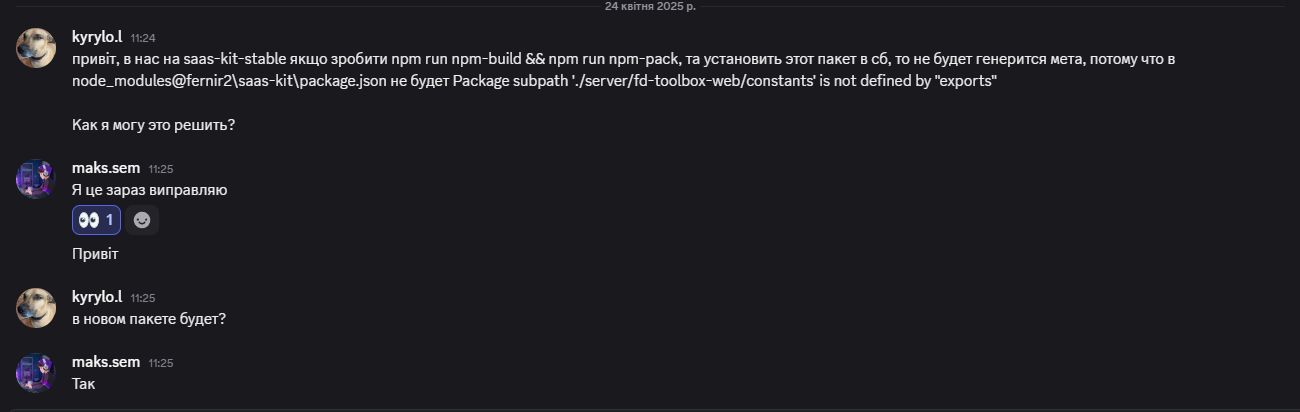 24 квітня 2025 р.
kyrylo.l 11:24
привіт, в нас на saas-kit-stable якщо зробити npm run npm-build && npm run npm-pack, та установить этот пакет в сб, то не будет генерится мета, потому что в
node_modules@fernir2\saas-kit\package.json не будет Package subpath './server/fd-toolbox-web/constants' is not defined by "exports"
Как я могу это решить?
maks.sem 11:25
Я це зараз виправляю
1
Привіт
kyrylo.l 11:25
в новом пакете будет?
maks.sem 11:25
Так